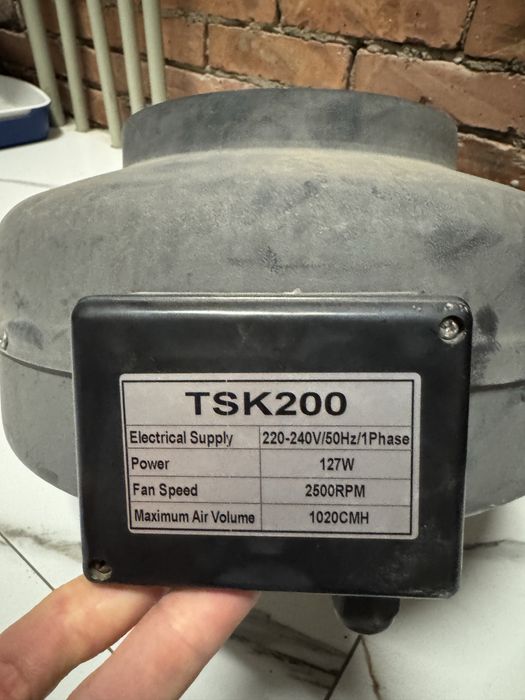 TSK200
Electrical Supply 220-240V/50Hz/1Phase
Power 127W
Fan Speed 2500RPM
Maximum Air Volume 1020CMH